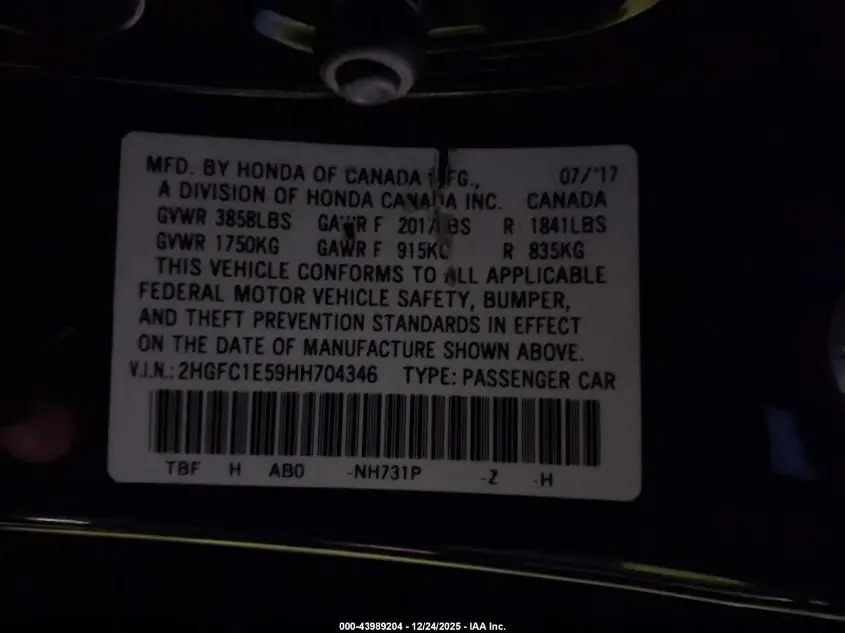 MFD. BY HONDA OF CANADA MFG., 07/'17
A DIVISION OF HONDA CANADA INC. CANADA
GVWR 3858LBS GAWR F 2017LBS R 1841LBS
GVWR 1750KG GAWR F 915KG R 835KG
THIS VEHICLE CONFORMS TO ALL APPLICABLE
FEDERAL MOTOR VEHICLE SAFETY, BUMPER,
AND THEFT PREVENTION STANDARDS IN EFFECT
ON THE DATE OF MANUFACTURE SHOWN ABOVE.
V.I.N.: 2HGFC1E59HH704346 TYPE: PASSENGER CAR
TBF H AB0 -NH731P -Z -H
000-43989204 - 12/24/2025 - IAA Inc.